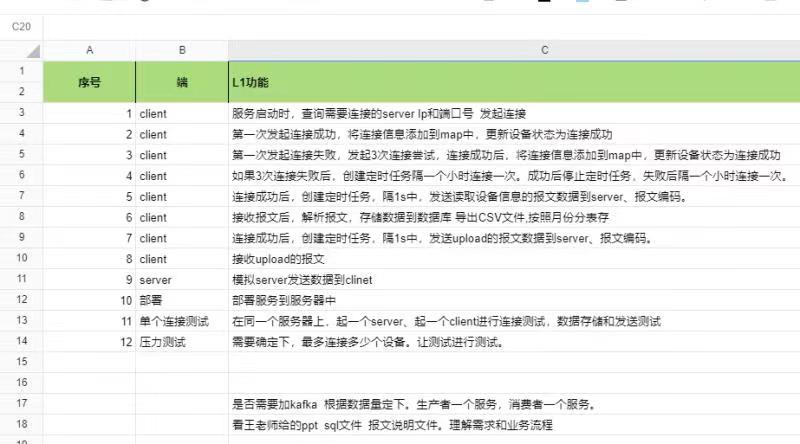 C20
A B C
1 序号 端 L1功能
2
3 1 client 服务启动时，查询需要连接的server Ip和端口号 发起连接
4 2 client 第一次发起连接成功，将连接信息添加到map中，更新设备状态为连接成功
5 3 client 第一次发起连接失败，发起3次连接尝试，连接成功后，将连接信息添加到map中，更新设备状态为连接成功
6 4 client 如果3次连接失败后，创建定时任务隔一个小时连接一次。成功后停止定时任务，失败后隔一个小时连接一次。
7 5 client 连接成功后，创建定时任务，隔1s中，发送读取设备信息的报文数据到server、报文编码。
8 6 client 接收报文后，解析报文，存储数据到数据库 导出CSV文件,按照月份分表存
9 7 client 连接成功后，创建定时任务，隔1s中，发送upload的报文数据到server、报文编码。
10 8 client 接收upload的报文
11 9 server 模拟server发送数据到clinet
12 10 部署 部署服务到服务器中
13 11 单个连接测试 在同一个服务器上，起一个server、起一个client进行连接测试，数据存储和发送测试
14 12 压力测试 需要确定下，最多连接多少个设备。让测试进行测试。
15
16
17 是否需要加kafka 根据数据量定下。生产者一个服务，消费者一个服务。
18 看王老师给的ppt sql文件 报文说明文件。理解需求和业务流程